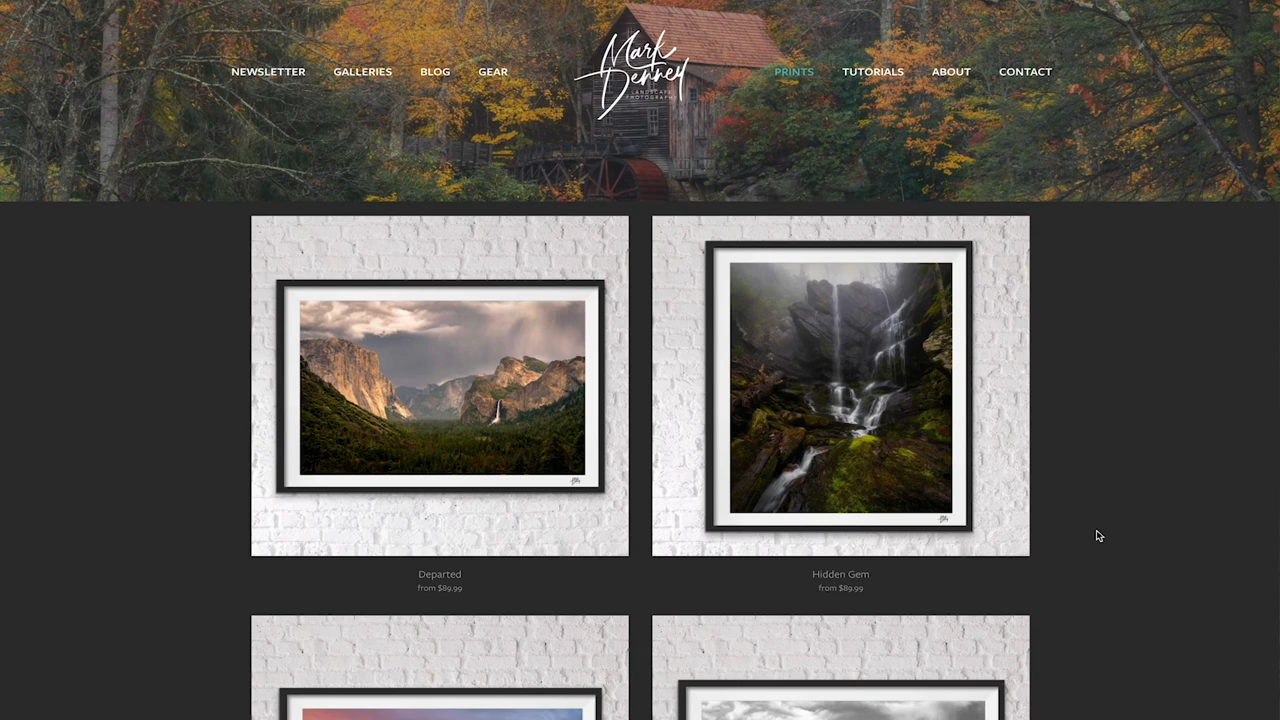 NEWSLETTER GALLERIES BLOG GEAR
Mark
Denney
LANDSCAPE
PHOTOGRAPHY
PRINTS TUTORIALS ABOUT CONTACT
Departed
from $89.99
Hidden Gem
from $89.99